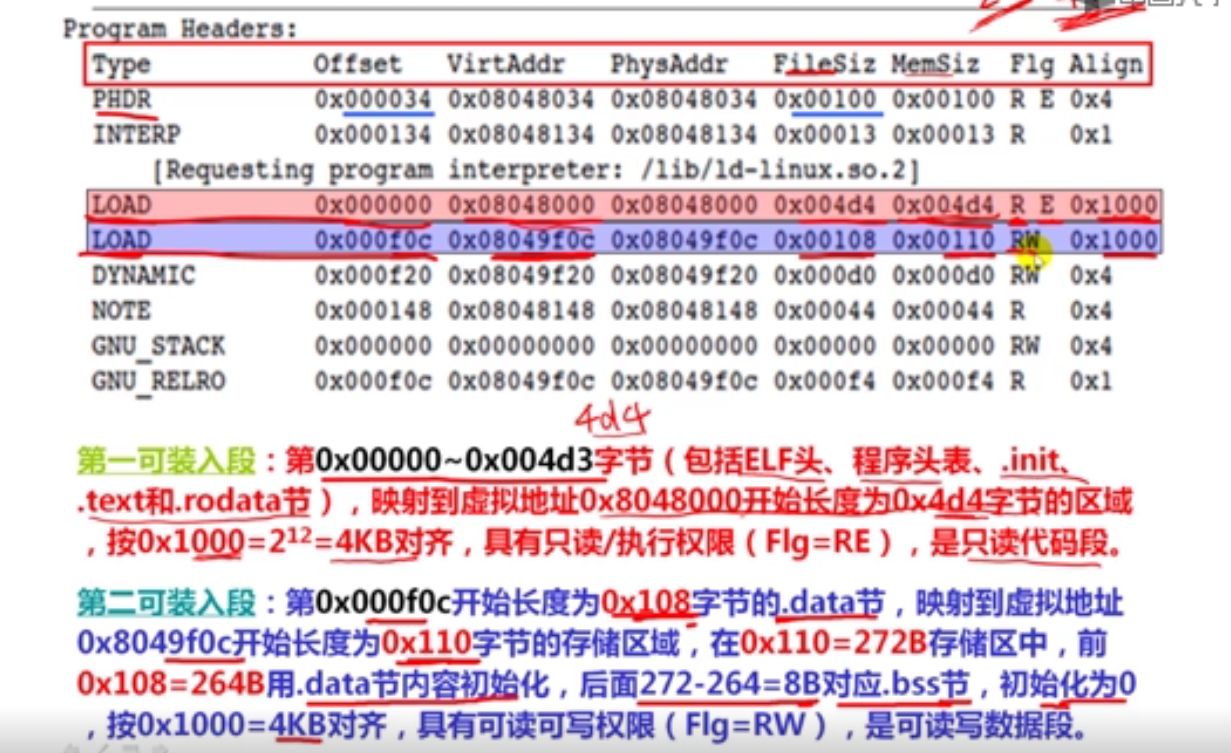 Program Headers:
Type Offset VirtAddr PhysAddr FileSiz MemSiz Flg Align
PHDR 0x000034 0x08048034 0x08048034 0x00100 0x00100 R E 0x4
INTERP 0x000134 0x08048134 0x08048134 0x00013 0x00013 R 0x1
[Requesting program interpreter: /lib/ld-linux.so.2]
LOAD 0x000000 0x08048000 0x08048000 0x004d4 0x004d4 R E 0x1000
LOAD 0x000f0c 0x08049f0c 0x08049f0c 0x00108 0x00110 RW 0x1000
DYNAMIC 0x000f20 0x08049f20 0x08049f20 0x000d0 0x000d0 RW 0x4
NOTE 0x000148 0x08048148 0x08048148 0x00044 0x00044 R 0x4
GNU_STACK 0x000000 0x00000000 0x00000000 0x00000 0x00000 RW 0x4
GNU_RELRO 0x000f0c 0x08049f0c 0x08049f0c 0x000f4 0x000f4 R 0x1
4d4
第一可装入段：第0x00000~0x004d3字节（包括ELF头、程序头表、.init、
.text和.rodata节），映射到虚拟地址0x8048000开始长度为0x4d4字节的区域
，按0x1000=2¹²=4KB对齐，具有只读/执行权限（Flg=RE），是只读代码段。
第二可装入段：第0x000f0c开始长度为0x108字节的.data节，映射到虚拟地址
0x8049f0c开始长度为0x110字节的存储区域，在0x110=272B存储区中，前
0x108=264B用.data节内容初始化，后面272-264=8B对应.bss节，初始化为0
，按0x1000=4KB对齐，具有可读可写权限（Flg=RW），是可读写数据段。